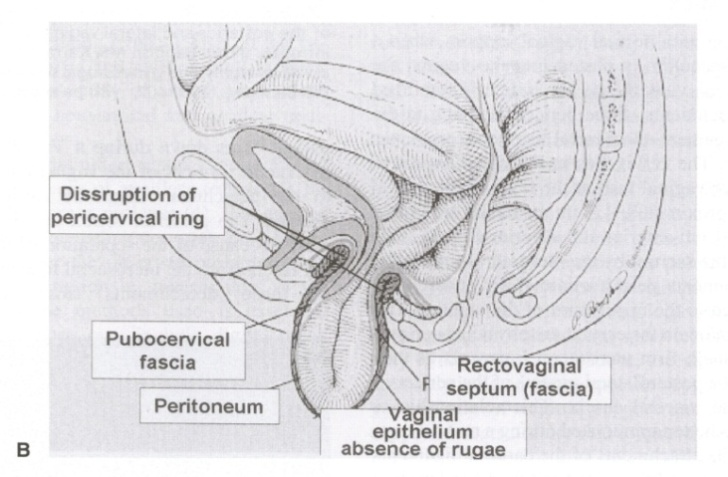 Dissruption of
pericervical ring
Pubocervical
fascia
Peritoneum
Rectovaginal
septum (fascia)
Vaginal
epithelium
absence of rugae
B